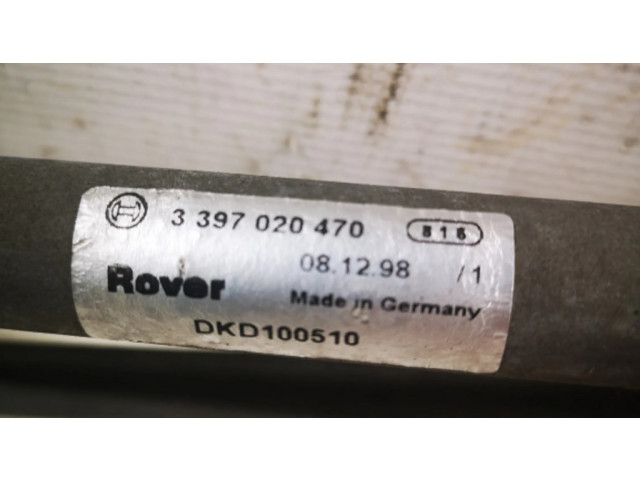 3 397 020 470 816
08.12.98 /1
Rover
Made in Germany
DKD100510